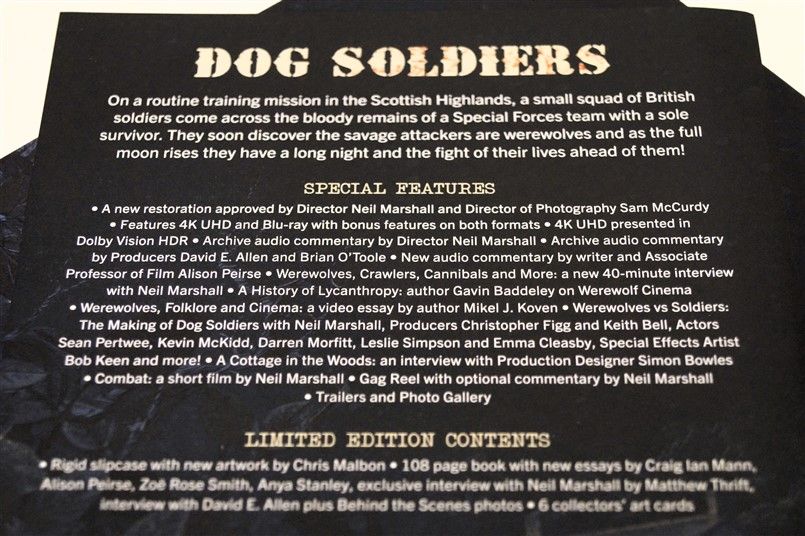 DOG SOLDIERS
On a routine training mission in the Scottish Highlands, a small squad of British
soldiers come across the bloody remains of a Special Forces team with a sole
survivor. They soon discover the savage attackers are werewolves and as the full
moon rises they have a long night and the fight of their lives ahead of them!
SPECIAL FEATURES
• A new restoration approved by Director Neil Marshall and Director of Photography Sam McCurdy
• Features 4K UHD and Blu-ray with bonus features on both formats • 4K UHD presented in
Dolby Vision HDR • Archive audio commentary by Director Neil Marshall • Archive audio commentary
by Producers David E. Allen and Brian O'Toole • New audio commentary by writer and Associate
Professor of Film Alison Peirse • Werewolves, Crawlers, Cannibals and More: a new 40-minute interview
with Neil Marshall • A History of Lycanthropy: author Gavin Baddeley on Werewolf Cinema
• Werewolves, Folklore and Cinema: a video essay by author Mikel J. Koven • Werewolves vs Soldiers:
The Making of Dog Soldiers with Neil Marshall, Producers Christopher Figg and Keith Bell, Actors
Sean Pertwee, Kevin McKidd, Darren Morfitt, Leslie Simpson and Emma Cleasby, Special Effects Artist
Bob Keen and more! • A Cottage in the Woods: an interview with Production Designer Simon Bowles
• Combat: a short film by Neil Marshall • Gag Reel with optional commentary by Neil Marshall
• Trailers and Photo Gallery
LIMITED EDITION CONTENTS
• Rigid slipcase with new artwork by Chris Malbon • 108 page book with new essays by Craig Ian Mann,
Alison Peirse, Zoë Rose Smith, Anya Stanley, exclusive interview with Neil Marshall by Matthew Thrift,
interview with David E. Allen plus Behind the Scenes photos • 6 collectors' art cards